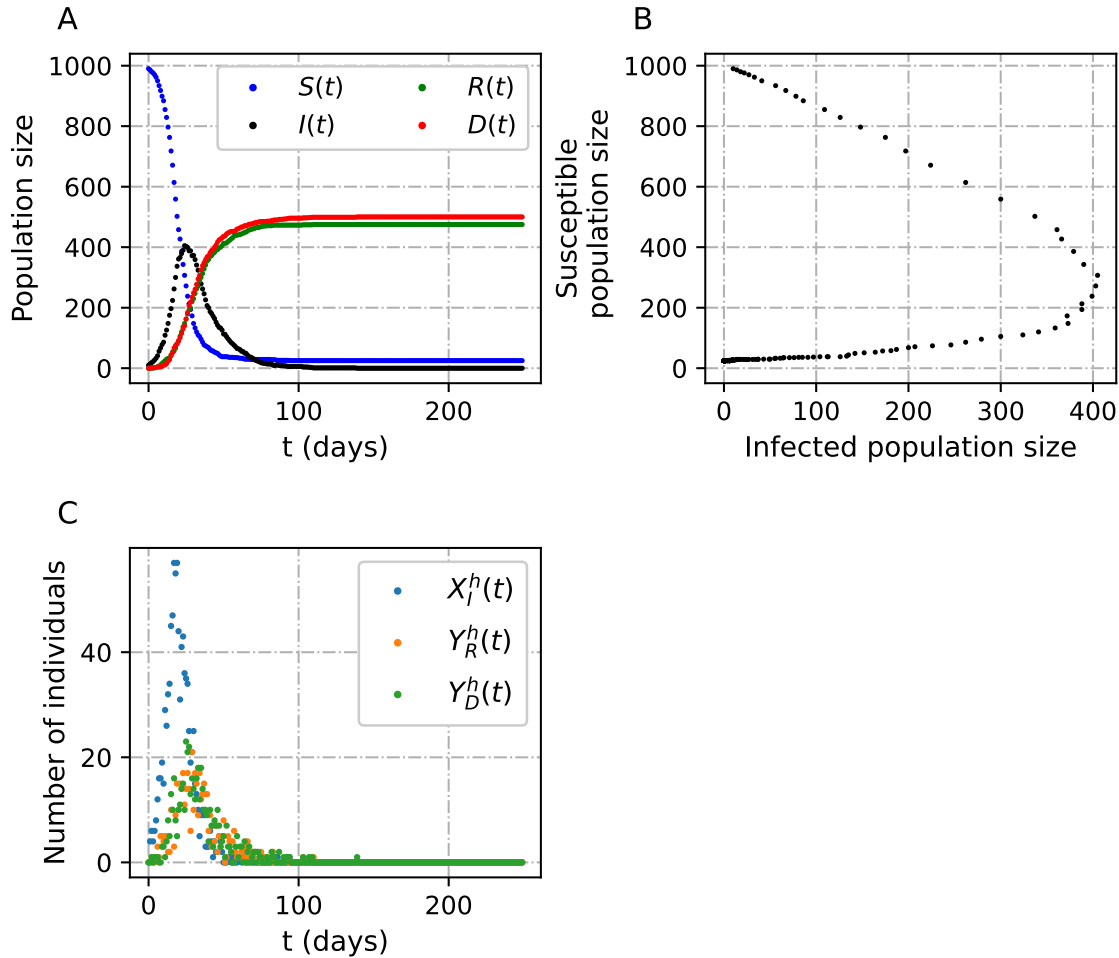 A
1000
800
600
400
200
0
Population size
S(t)
I(t)
R(t)
D(t)
0
100
200
t (days)
B
1000
800
600
400
200
0
Susceptible
population size
0
100
200
300
400
Infected population size
C
40
20
0
Number of individuals
X_I^h(t)
Y_R^h(t)
Y_D^h(t)
0
100
200
t (days)